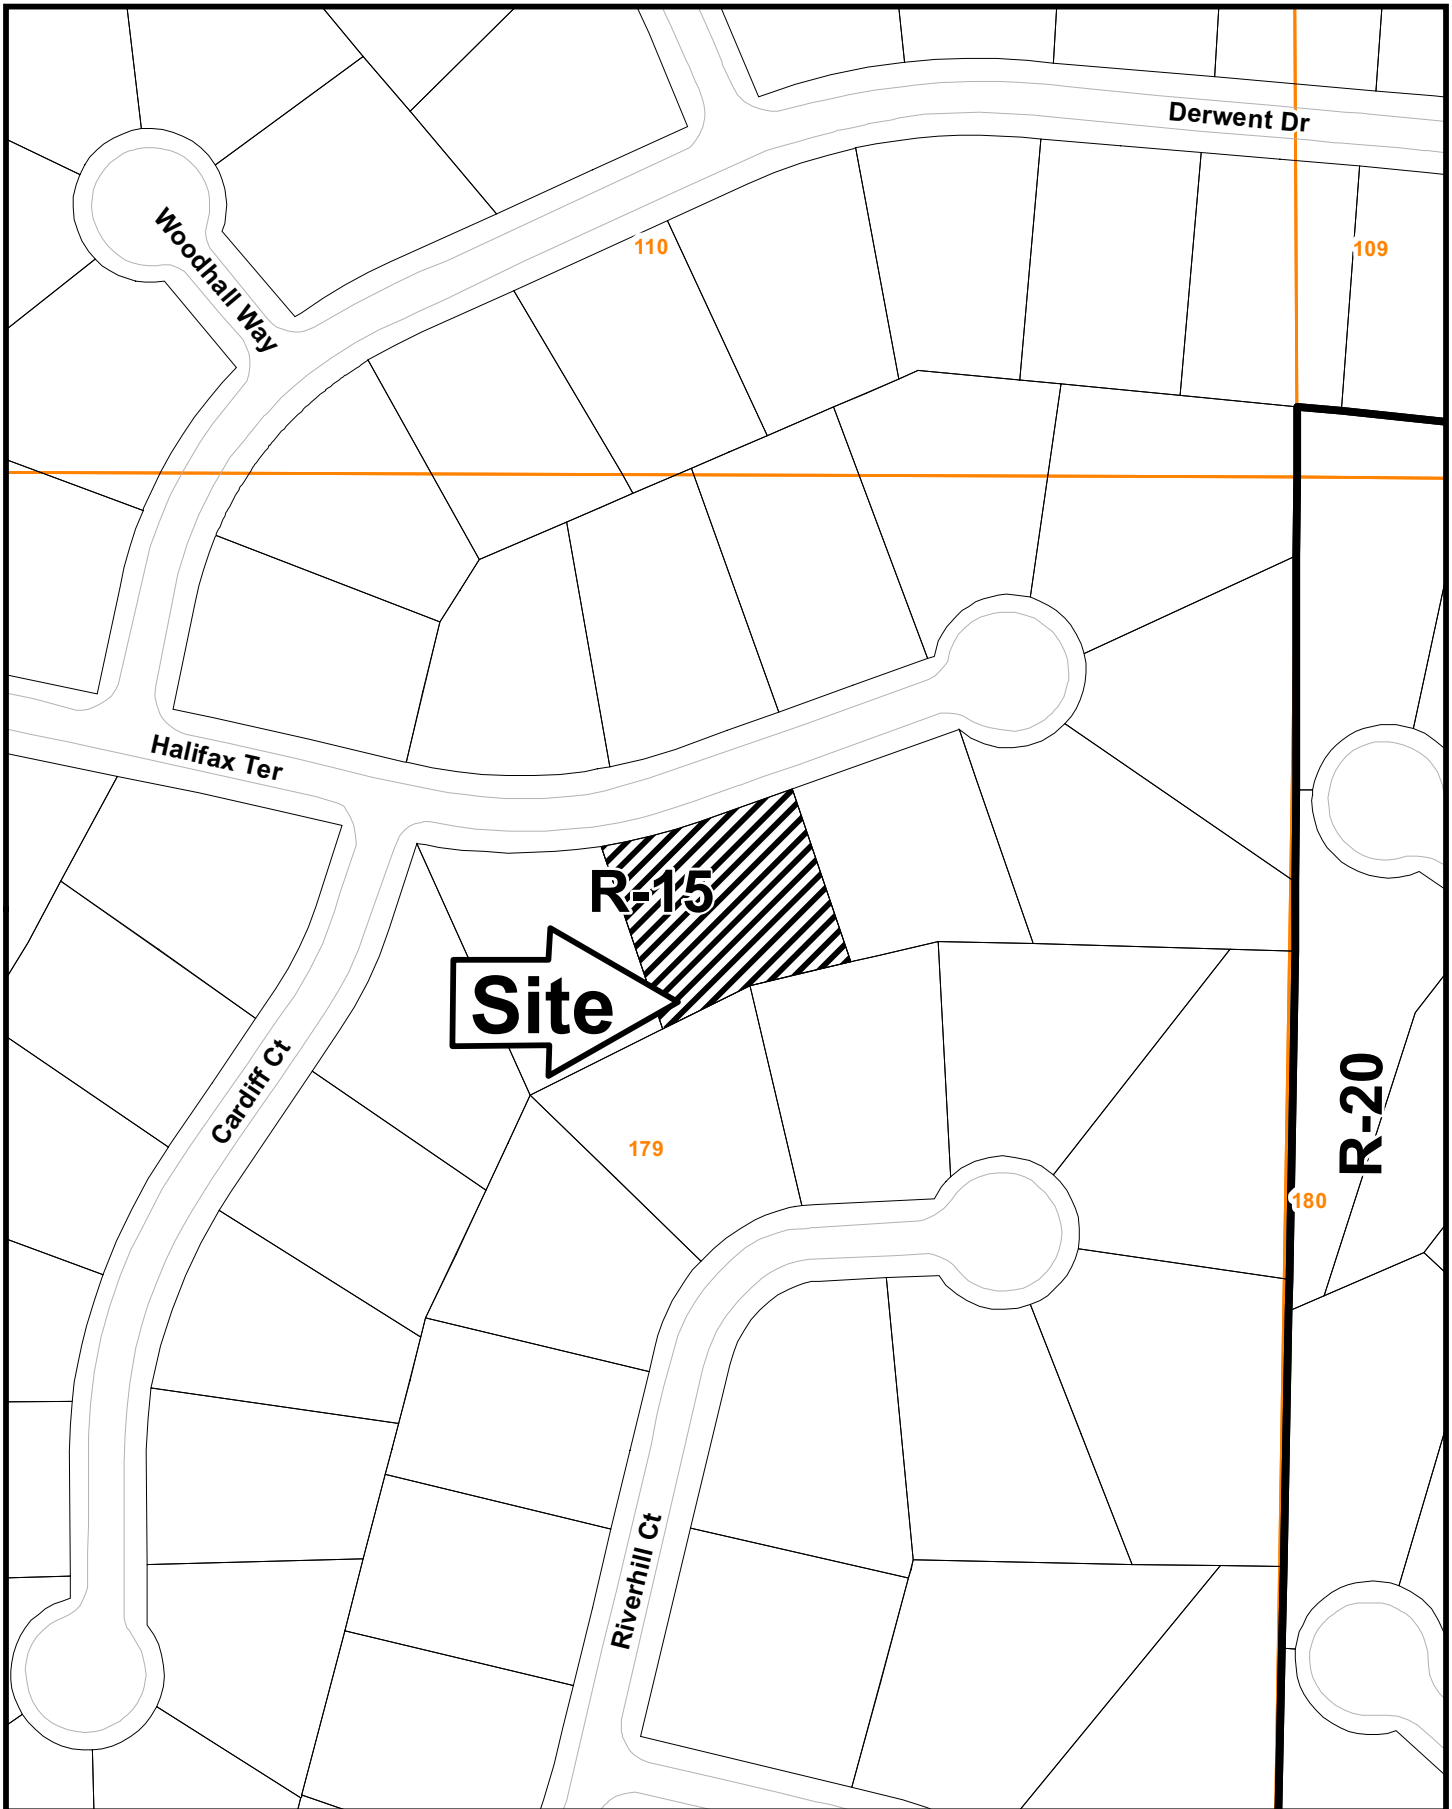 Derwent Dr
Woodhall Way
110
109
Halifax Ter
R-15
Site
Cardiff Ct
R-20
179
180
Riverhill Ct